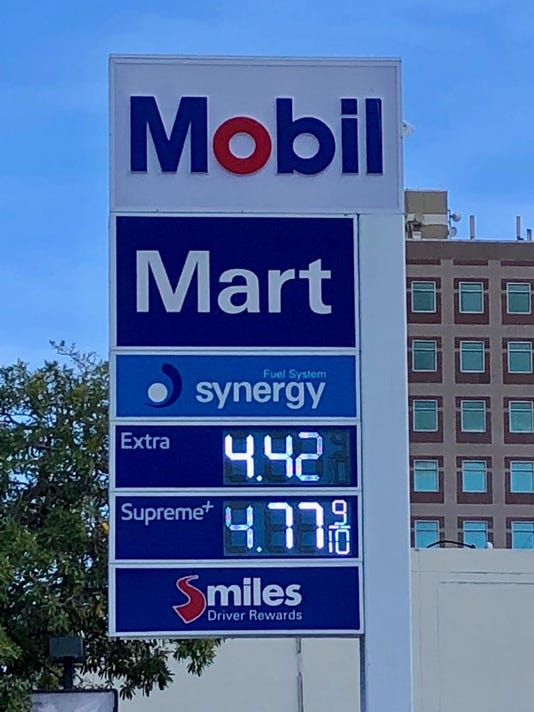 Mobil
Mart
Fuel System
synergy
Extra 4.42
Supreme+ 4.77 9/10
Smiles
Driver Rewards